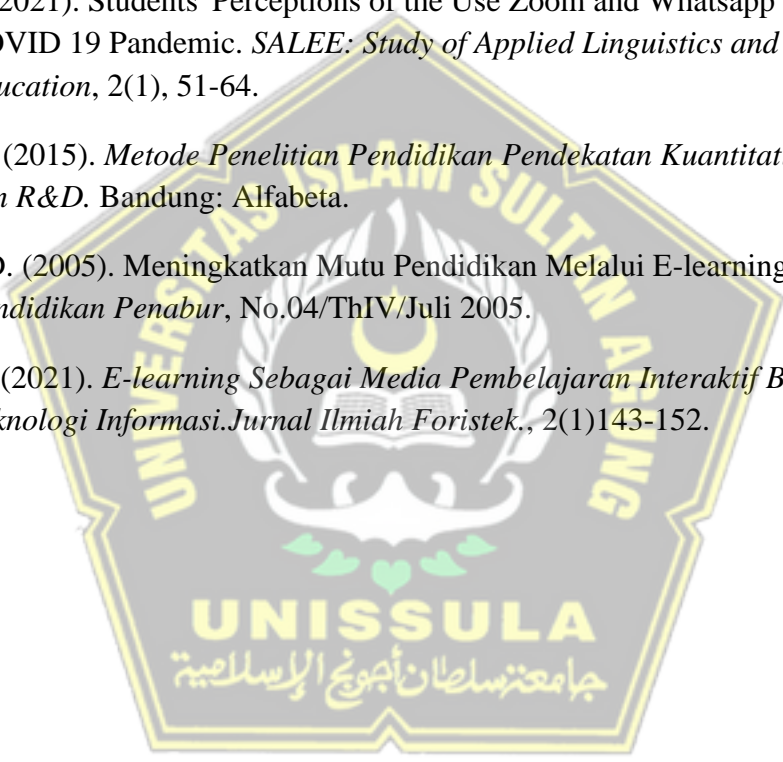 2021). Students' Perceptions of the Use Zoom and Whatsapp
OVID 19 Pandemic. SALEE: Study of Applied Linguistics and
ucation, 2(1), 51-64.
(2015). Metode Penelitian Pendidikan Pendekatan Kuantitat
n R&D. Bandung: Alfabeta.
D. (2005). Meningkatkan Mutu Pendidikan Melalui E-learning
ndidikan Penabur, No.04/ThIV/Juli 2005.
(2021). E-learning Sebagai Media Pembelajaran Interaktif B
knologi Informasi.Jurnal Ilmiah Foristek., 2(1)143-152.
UNIVERSITAS ISLAM SULTAN AGUNG
UNISSULA
جامعتنسلطان أجونج الإسلامية